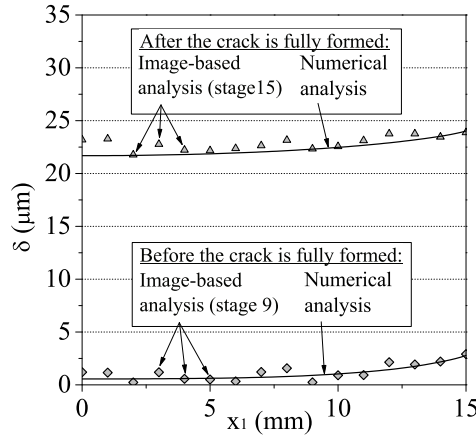 35
30
25
20
15
10
5
0
δ (μm)
After the crack is fully formed:
Image-based
analysis (stage15)
Numerical
analysis
Before the crack is fully formed:
Image-based
analysis (stage 9)
Numerical
analysis
0
5
10
15
x1 (mm)